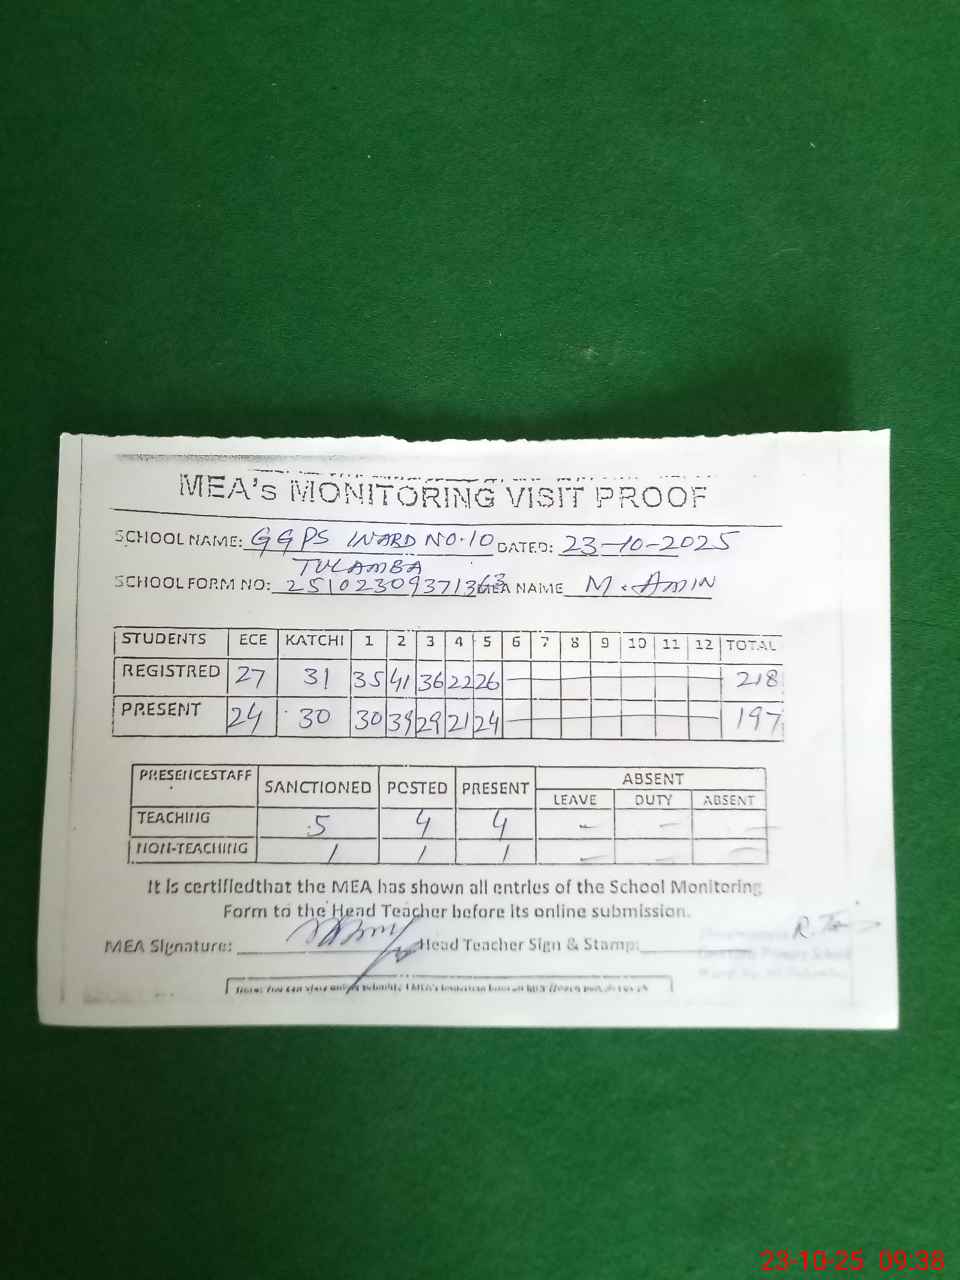 MEA's MONITORING VISIT PROOF
SCHOOL NAME: GGPS WARD NO.10 DATED: 23-10-2025
TULAMBA
SCHOOL FORM NO: 25102309371363 MEA NAME M. AMIN
STUDENTS ECE KATCHI 1 2 3 4 5 6 7 8 9 10 11 12 TOTAL
REGISTRED 27 31 35 41 36 22 26 218
PRESENT 24 30 30 39 29 21 24 197
PRESENCESTAFF SANCTIONED POSTED PRESENT ABSENT
LEAVE DUTY ABSENT
TEACHING 5 4 4 - - -
NON-TEACHING 1 1 1 - - -
It is certifiedthat the MEA has shown all entries of the School Monitoring
Form to the Head Teacher before its online submission.
MEA Signature: Head Teacher Sign & Stamp:
23-10-25 09:38